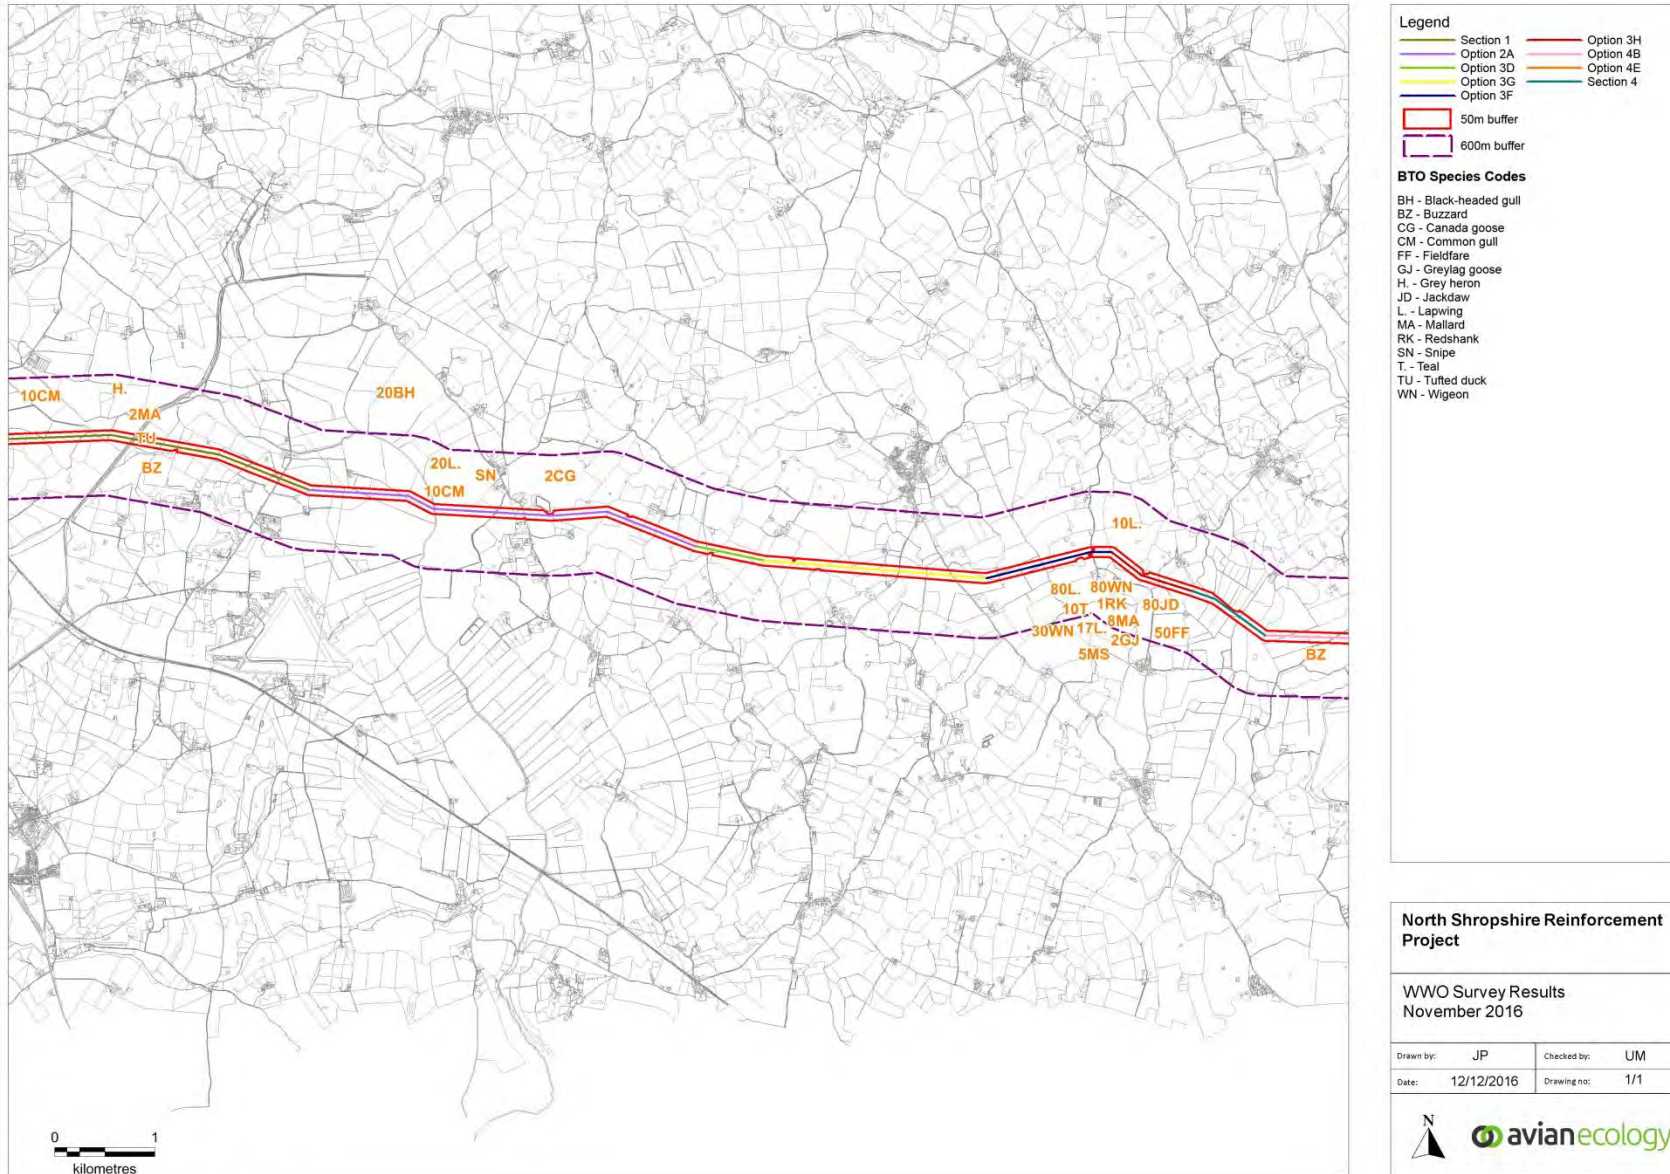 Legend
Section 1
Option 2A
Option 3D
Option 3G
Option 3F
Option 3H
Option 4B
Option 4E
Section 4
50m buffer
600m buffer
BTO Species Codes
BH - Black-headed gull
BZ - Buzzard
CG - Canada goose
CM - Common gull
FF - Fieldfare
GJ - Greylag goose
H. - Grey heron
JD - Jackdaw
L. - Lapwing
MA - Mallard
RK - Redshank
SN - Snipe
T. - Teal
TU - Tufted duck
WN - Wigeon
10CM
H.
20BH
2MA
TU
BZ
20L.
SN
2CG
10CM
10L.
80L.
80WN
10T.
1RK
80JD
8MA
30WN
17L.
2GJ
50FF
5MS
BZ
0 1
kilometres
North Shropshire Reinforcement
Project
WWO Survey Results
November 2016
Drawn by: JP Checked by: UM
Date: 12/12/2016 Drawing no: 1/1
N
avianecology